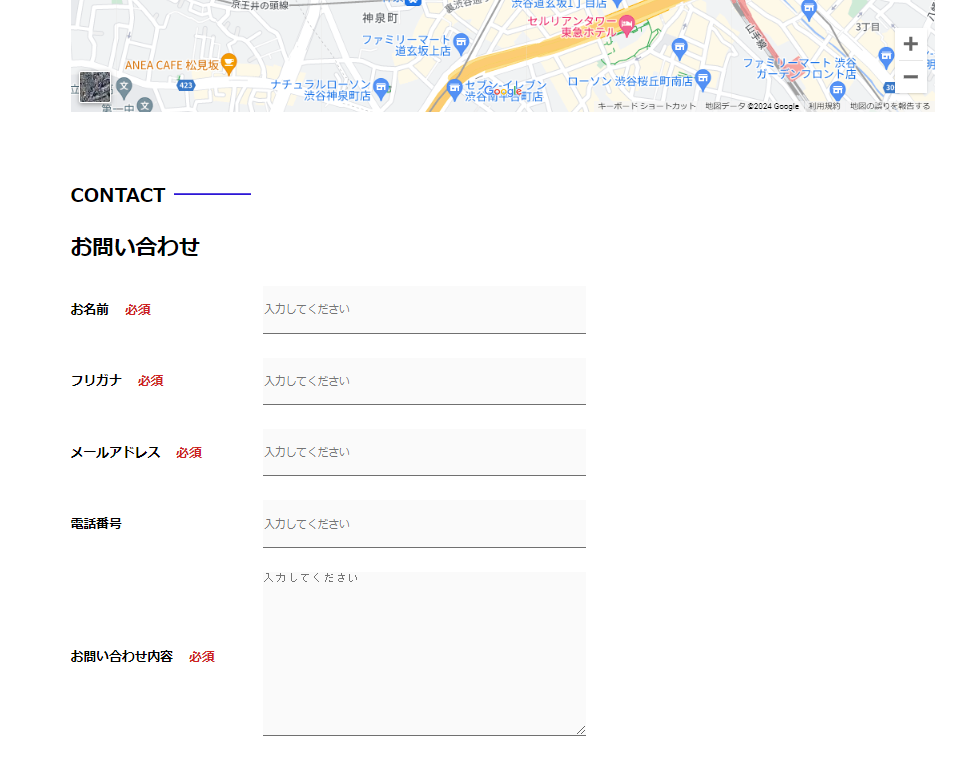 京王井の頭線
神泉町
裏渋谷通り
渋谷道玄坂1丁目店
セルリアンタワー
東急ホテル
山手線
3丁目
ファミリーマート
道玄坂上店
ANEA CAFE 松見坂
ファミリーマート 渋谷
ガーデンフロント店
423
ナチュラルローソン
渋谷神泉町店
セブン-イレブン
渋谷南平台町店
Google
ローソン 渋谷桜丘町南店
第一中
キーボード ショートカット 地図データ ©2024 Google 利用規約 地図の誤りを報告する
CONTACT
お問い合わせ
お名前 必須
入力してください
フリガナ 必須
入力してください
メールアドレス 必須
入力してください
電話番号
入力してください
お問い合わせ内容 必須
入力してください